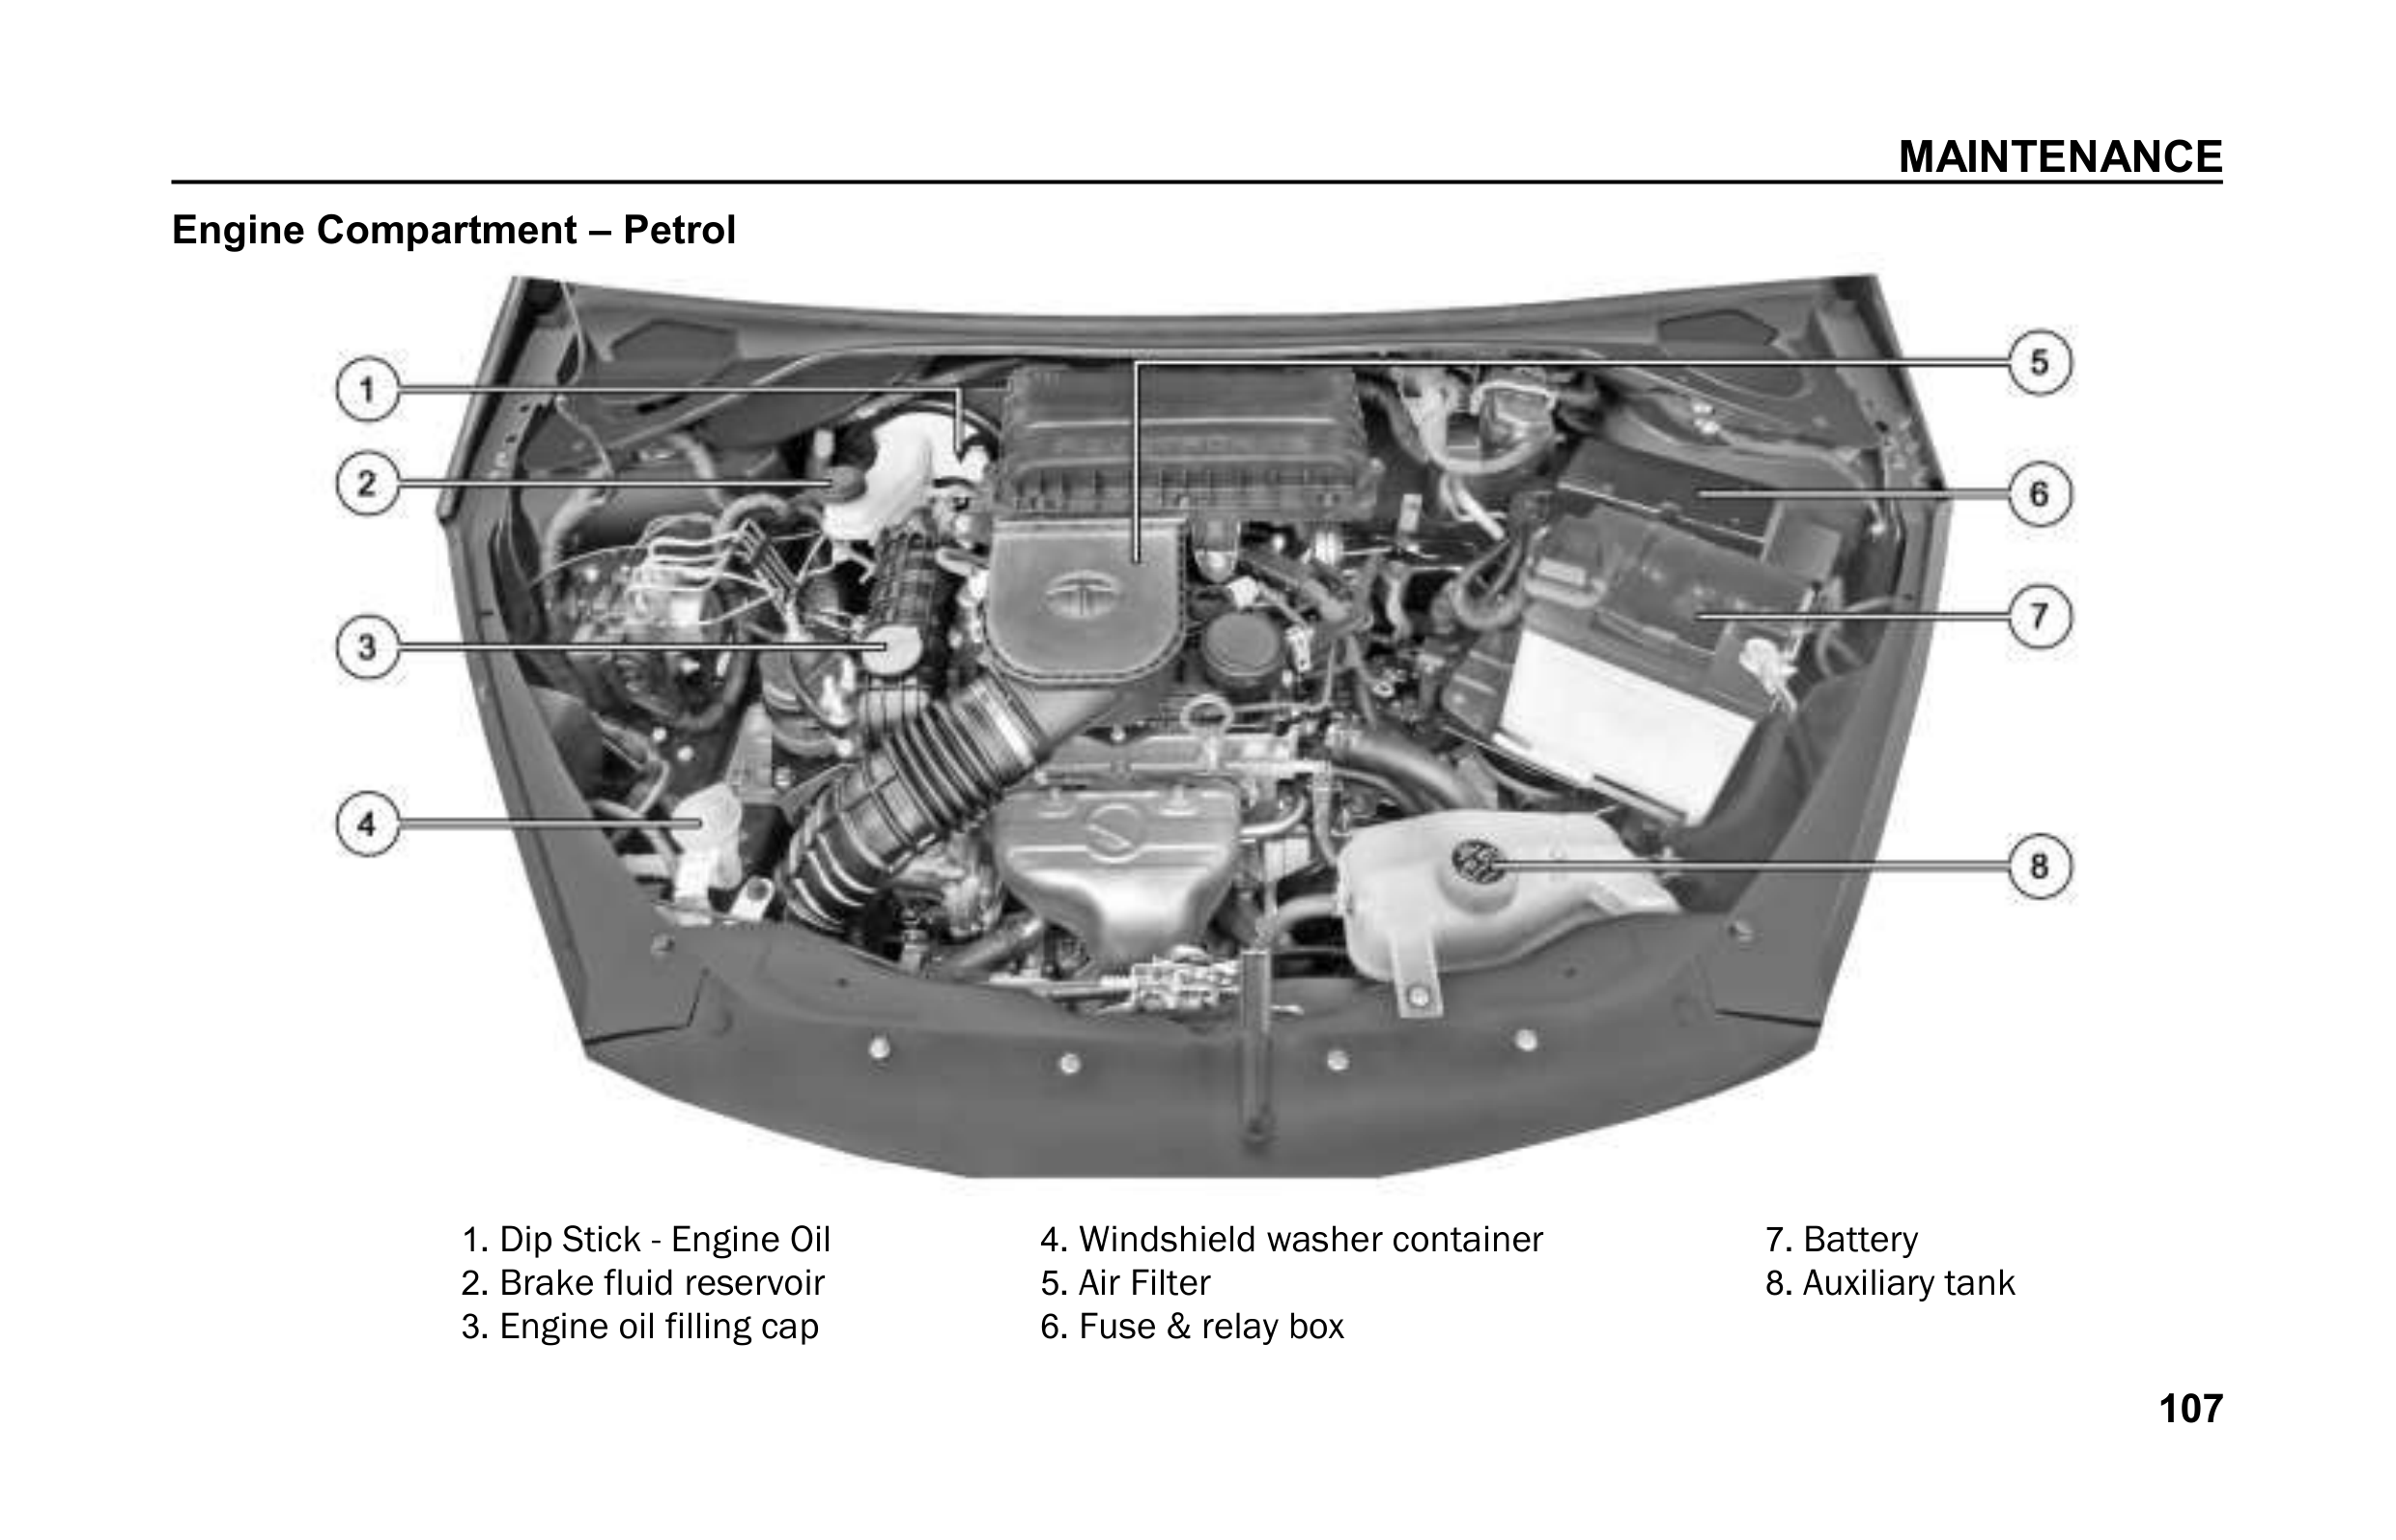 MAINTENANCE
Engine Compartment – Petrol
1
2
3
4
5
6
7
8
1. Dip Stick - Engine Oil
2. Brake fluid reservoir
3. Engine oil filling cap
4. Windshield washer container
5. Air Filter
6. Fuse & relay box
7. Battery
8. Auxiliary tank
107